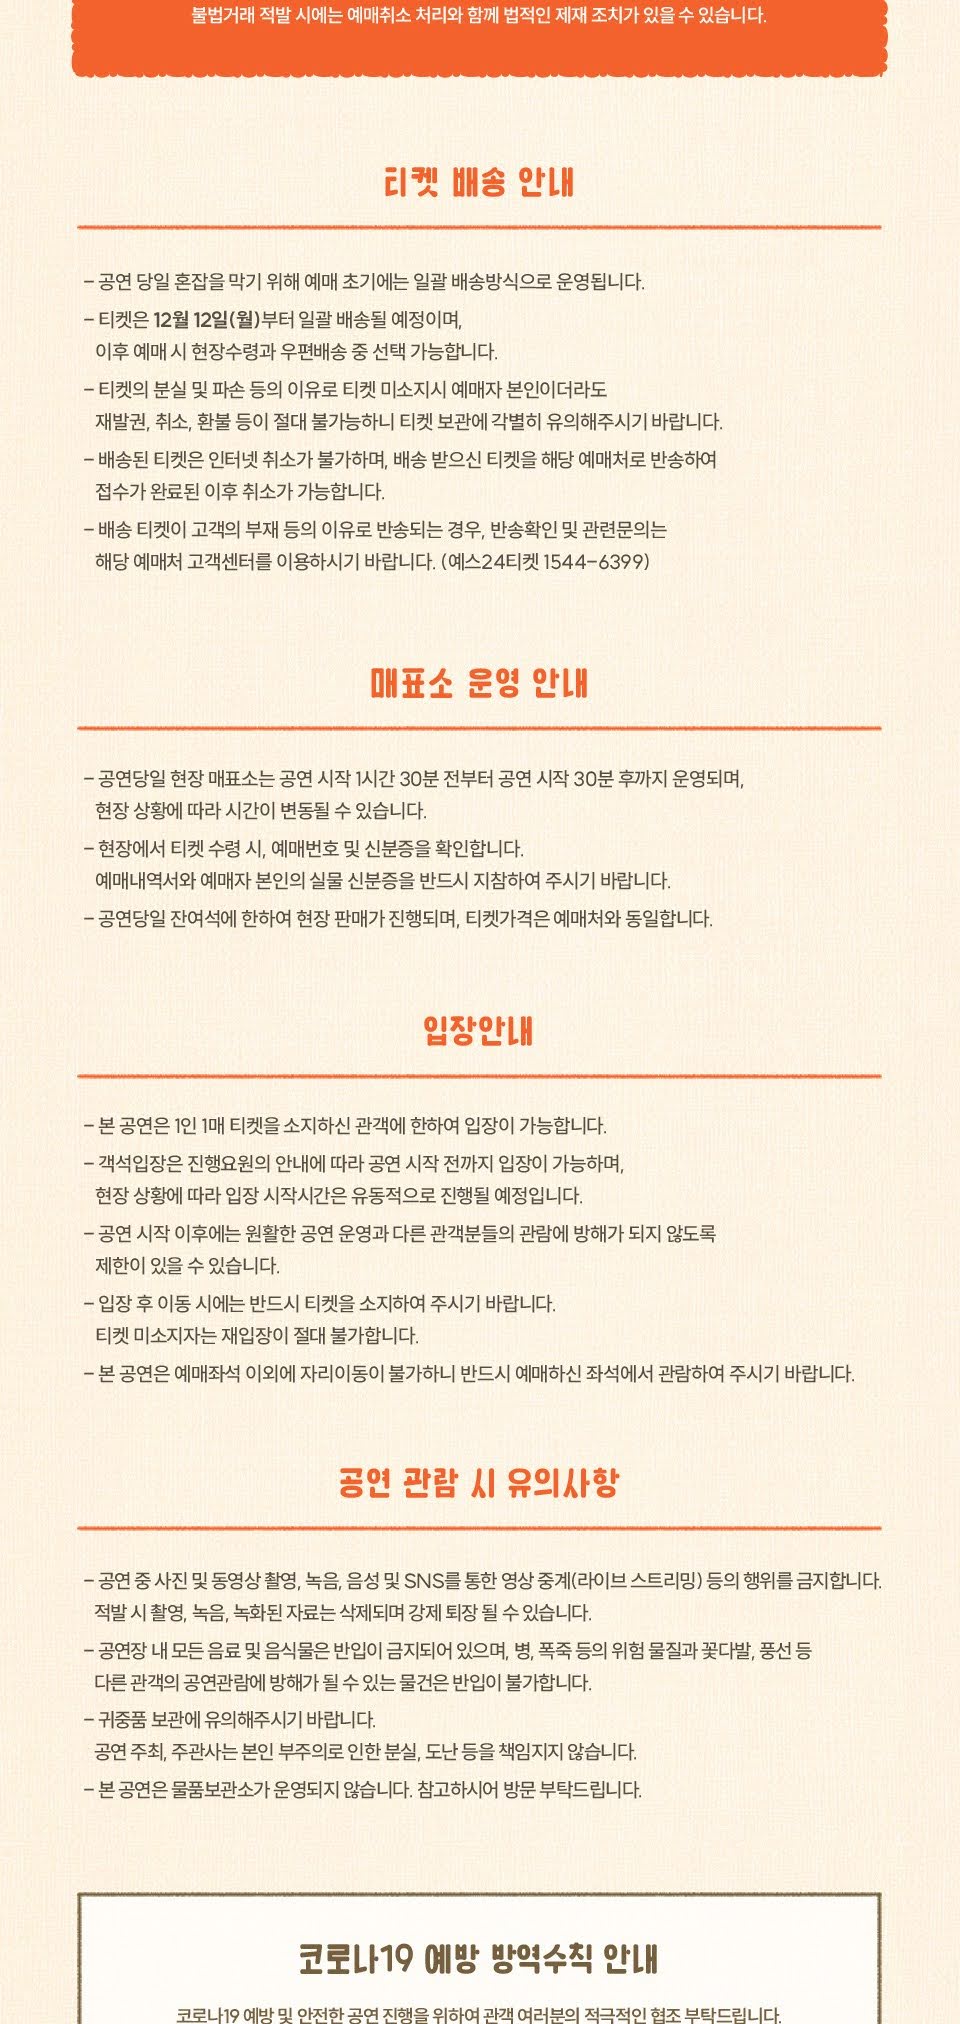 불법거래 적발 시에는 예매취소 처리와 함께 법적인 제재 조치가 있을 수 있습니다.
티켓 배송 안내
- 공연 당일 혼잡을 막기 위해 예매 초기에는 일괄 배송방식으로 운영됩니다.
- 티켓은 12월 12일(월)부터 일괄 배송될 예정이며,
이후 예매 시 현장수령과 우편배송 중 선택 가능합니다.
- 티켓의 분실 및 파손 등의 이유로 티켓 미소지시 예매자 본인이더라도
재발권, 취소, 환불 등이 절대 불가능하니 티켓 보관에 각별히 유의해주시기 바랍니다.
- 배송된 티켓은 인터넷 취소가 불가하며, 배송 받으신 티켓을 해당 예매처로 반송하여
접수가 완료된 이후 취소가 가능합니다.
- 배송 티켓이 고객의 부재 등의 이유로 반송되는 경우, 반송확인 및 관련문의는
해당 예매처 고객센터를 이용하시기 바랍니다. (예스24티켓 1544-6399)
매표소 운영 안내
- 공연당일 현장 매표소는 공연 시작 1시간 30분 전부터 공연 시작 30분 후까지 운영되며,
현장 상황에 따라 시간이 변동될 수 있습니다.
- 현장에서 티켓 수령 시, 예매번호 및 신분증을 확인합니다.
예매내역서와 예매자 본인의 실물 신분증을 반드시 지참하여 주시기 바랍니다.
- 공연당일 잔여석에 한하여 현장 판매가 진행되며, 티켓가격은 예매처와 동일합니다.
입장안내
- 본 공연은 1인 1매 티켓을 소지하신 관객에 한하여 입장이 가능합니다.
- 객석입장은 진행요원의 안내에 따라 공연 시작 전까지 입장이 가능하며,
현장 상황에 따라 입장 시작시간은 유동적으로 진행될 예정입니다.
- 공연 시작 이후에는 원활한 공연 운영과 다른 관객분들의 관람에 방해가 되지 않도록
제한이 있을 수 있습니다.
- 입장 후 이동 시에는 반드시 티켓을 소지하여 주시기 바랍니다.
티켓 미소지자는 재입장이 절대 불가합니다.
- 본 공연은 예매좌석 이외에 자리이동이 불가하니 반드시 예매하신 좌석에서 관람하여 주시기 바랍니다.
공연 관람 시 유의사항
- 공연 중 사진 및 동영상 촬영, 녹음, 음성 및 SNS를 통한 영상 중계(라이브 스트리밍) 등의 행위를 금지합니다.
적발 시 촬영, 녹음, 녹화된 자료는 삭제되며 강제 퇴장 될 수 있습니다.
- 공연장 내 모든 음료 및 음식물은 반입이 금지되어 있으며, 병, 폭죽 등의 위험 물질과 꽃다발, 풍선 등
다른 관객의 공연관람에 방해가 될 수 있는 물건은 반입이 불가합니다.
- 귀중품 보관에 유의해주시기 바랍니다.
공연 주최, 주관사는 본인 부주의로 인한 분실, 도난 등을 책임지지 않습니다.
- 본 공연은 물품보관소가 운영되지 않습니다. 참고하시어 방문 부탁드립니다.
코로나19 예방 방역수칙 안내
코로나19 예방 및 안전한 공연 진행을 위하여 관객 여러분의 적극적인 협조 부탁드립니다.